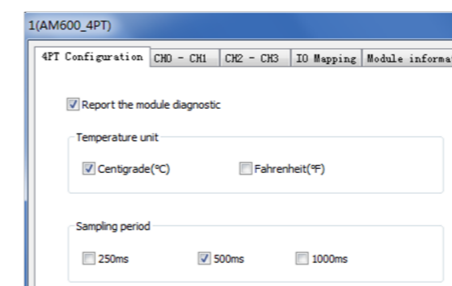 1(AM600_4PT)
4PT Configuration CH0 - CH1 CH2 - CH3 IO Mapping Module informa
Report the module diagnostic
Temperature unit
Centigrade(°C) Fahrenheit(°F)
Sampling period
250ms 500ms 1000ms